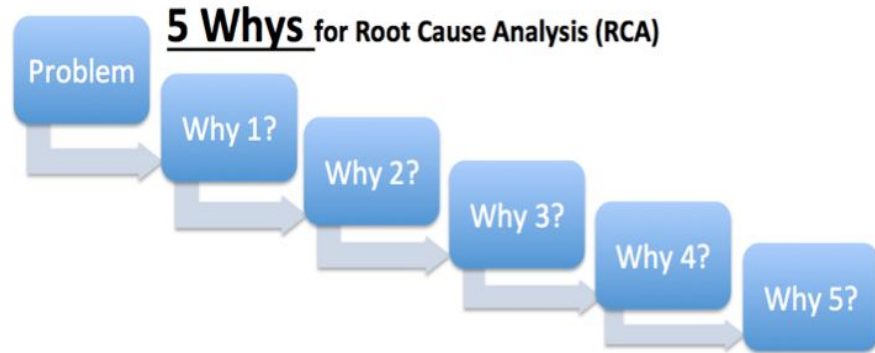 5 Whys for Root Cause Analysis (RCA)
Problem
Why 1?
Why 2?
Why 3?
Why 4?
Why 5?